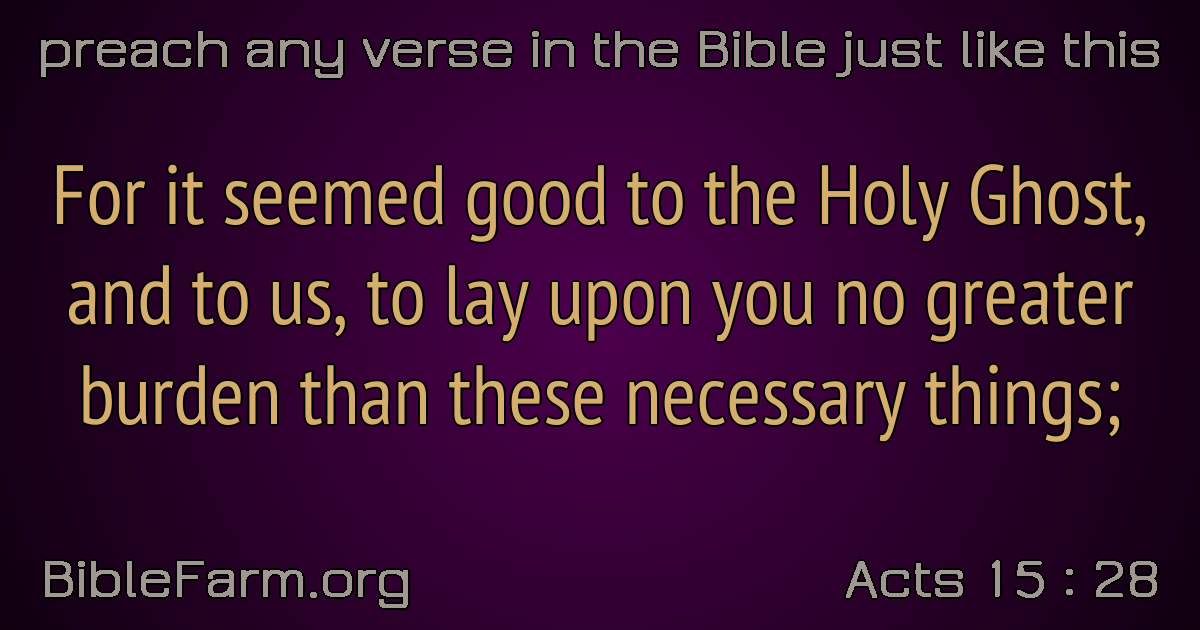 preach any verse in the Bible just like this
For it seemed good to the Holy Ghost,
and to us, to lay upon you no greater
burden than these necessary things;
BibleFarm.org
Acts 15 : 28